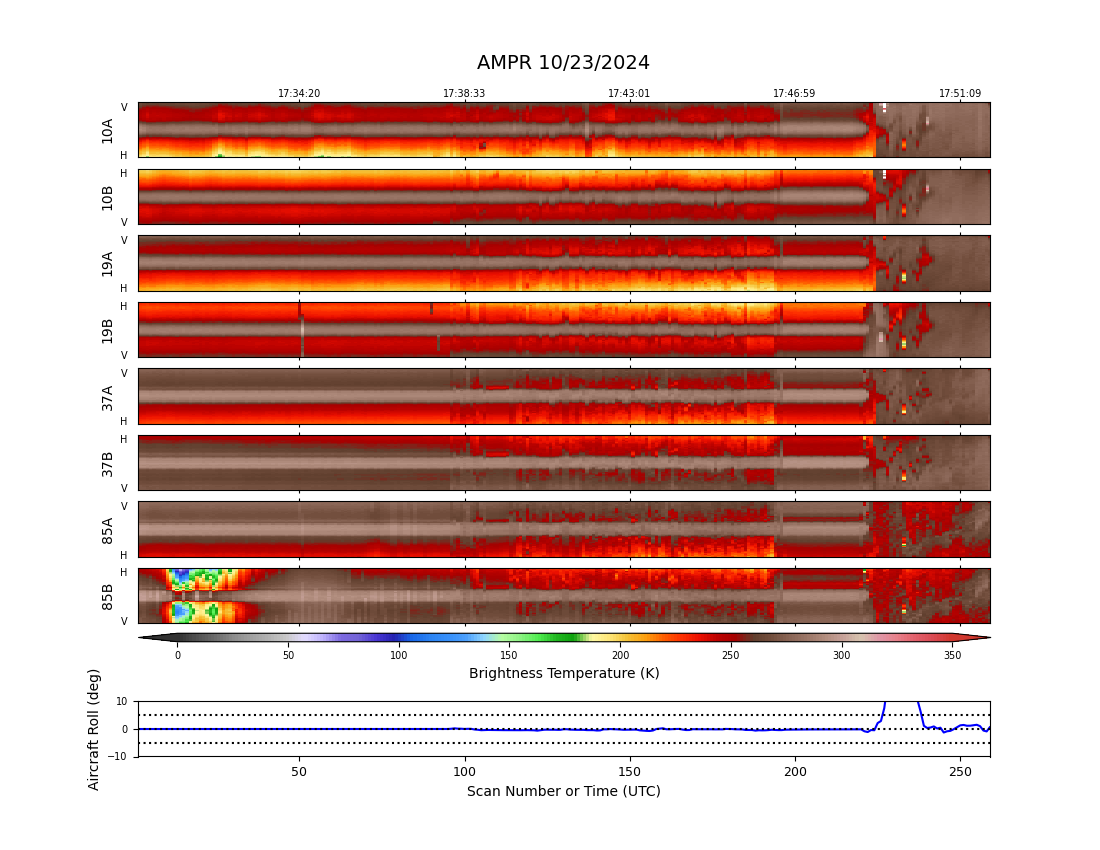 AMPR 10/23/2024
17:34:20 17:38:33 17:43:01 17:46:59 17:51:09
V
10A
H
H
10B
V
V
19A
H
H
19B
V
V
37A
H
H
37B
V
V
85A
H
H
85B
V
0 50 100 150 200 250 300 350
Brightness Temperature (K)
Aircraft Roll (deg)
10
0
−10
50 100 150 200 250
Scan Number or Time (UTC)